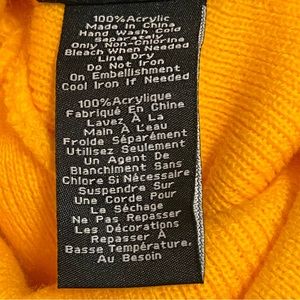 100%Acrylic
Made In China
Hand Wash Cold
Separately
Only Non-Chlorine
Bleach When Needed
Line Dry
Do Not Iron
On Embellishment
Cool Iron If Needed
100%Acrylique
Fabriqué En Chine
Lavez À La
Main À L'eau
Froide Séparément
Utilisez Seulement
Un Agent De
Blanchiment Sans
Chlore Si Nécessaire
Suspendre Sur
Une Corde Pour
Le Séchage
Ne Pas Repasser
Les Décorations
Repasser À
Basse Température.
Au Besoin